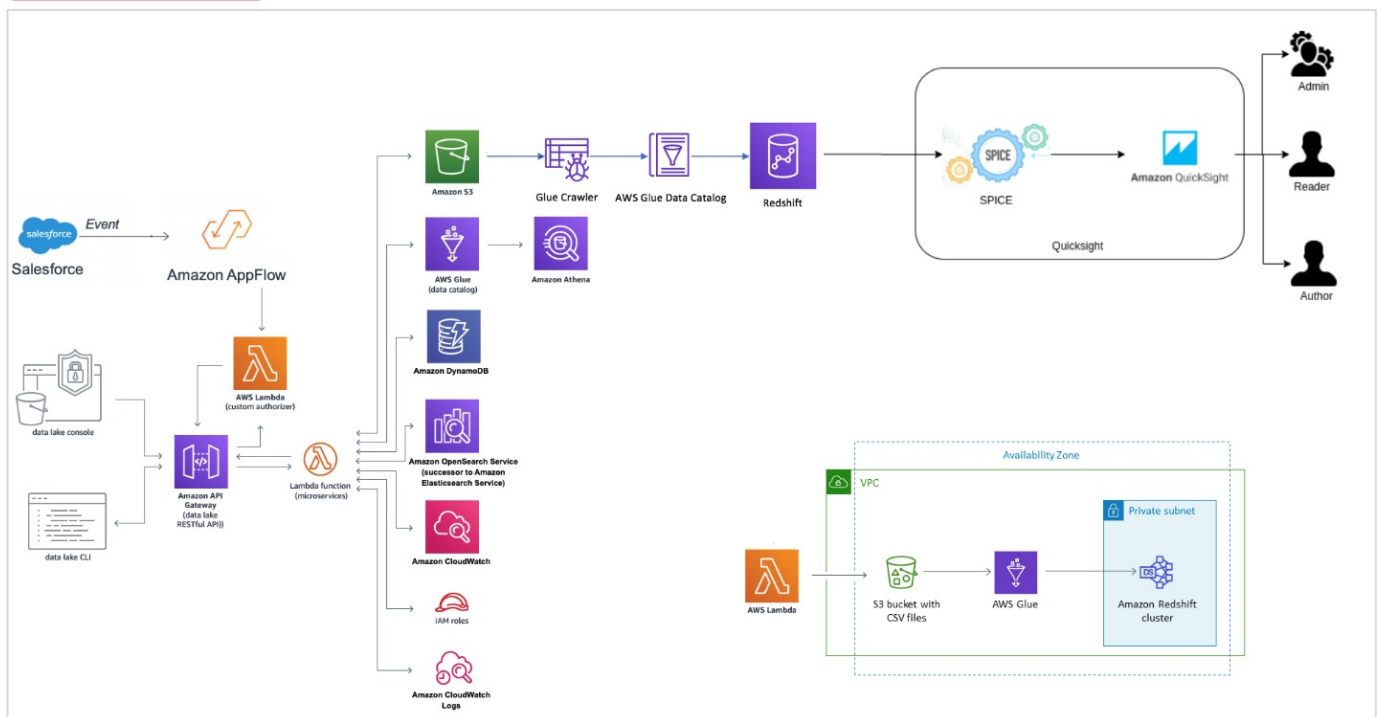 Admin
Amazon S3
Glue Crawler
AWS Glue Data Catalog
Redshift
SPICE
SPICE
Amazon QuickSight
Reader
Quicksight
Author
salesforce
Event
Salesforce
Amazon AppFlow
AWS Glue
(data catalog)
Amazon Athena
Amazon DynamoDB
AWS Lambda
(custom authorizer)
data lake console
Amazon API
Gateway
(data lake
RESTful API))
Lambda function
(microservices)
data lake CLI
Amazon OpenSearch Service
(successor to Amazon
Elasticsearch Service)
Amazon CloudWatch
IAM roles
Amazon CloudWatch
Logs
Availability Zone
VPC
Private subnet
AWS Lambda
S3 bucket with
CSV files
AWS Glue
DS
Amazon Redshift
cluster